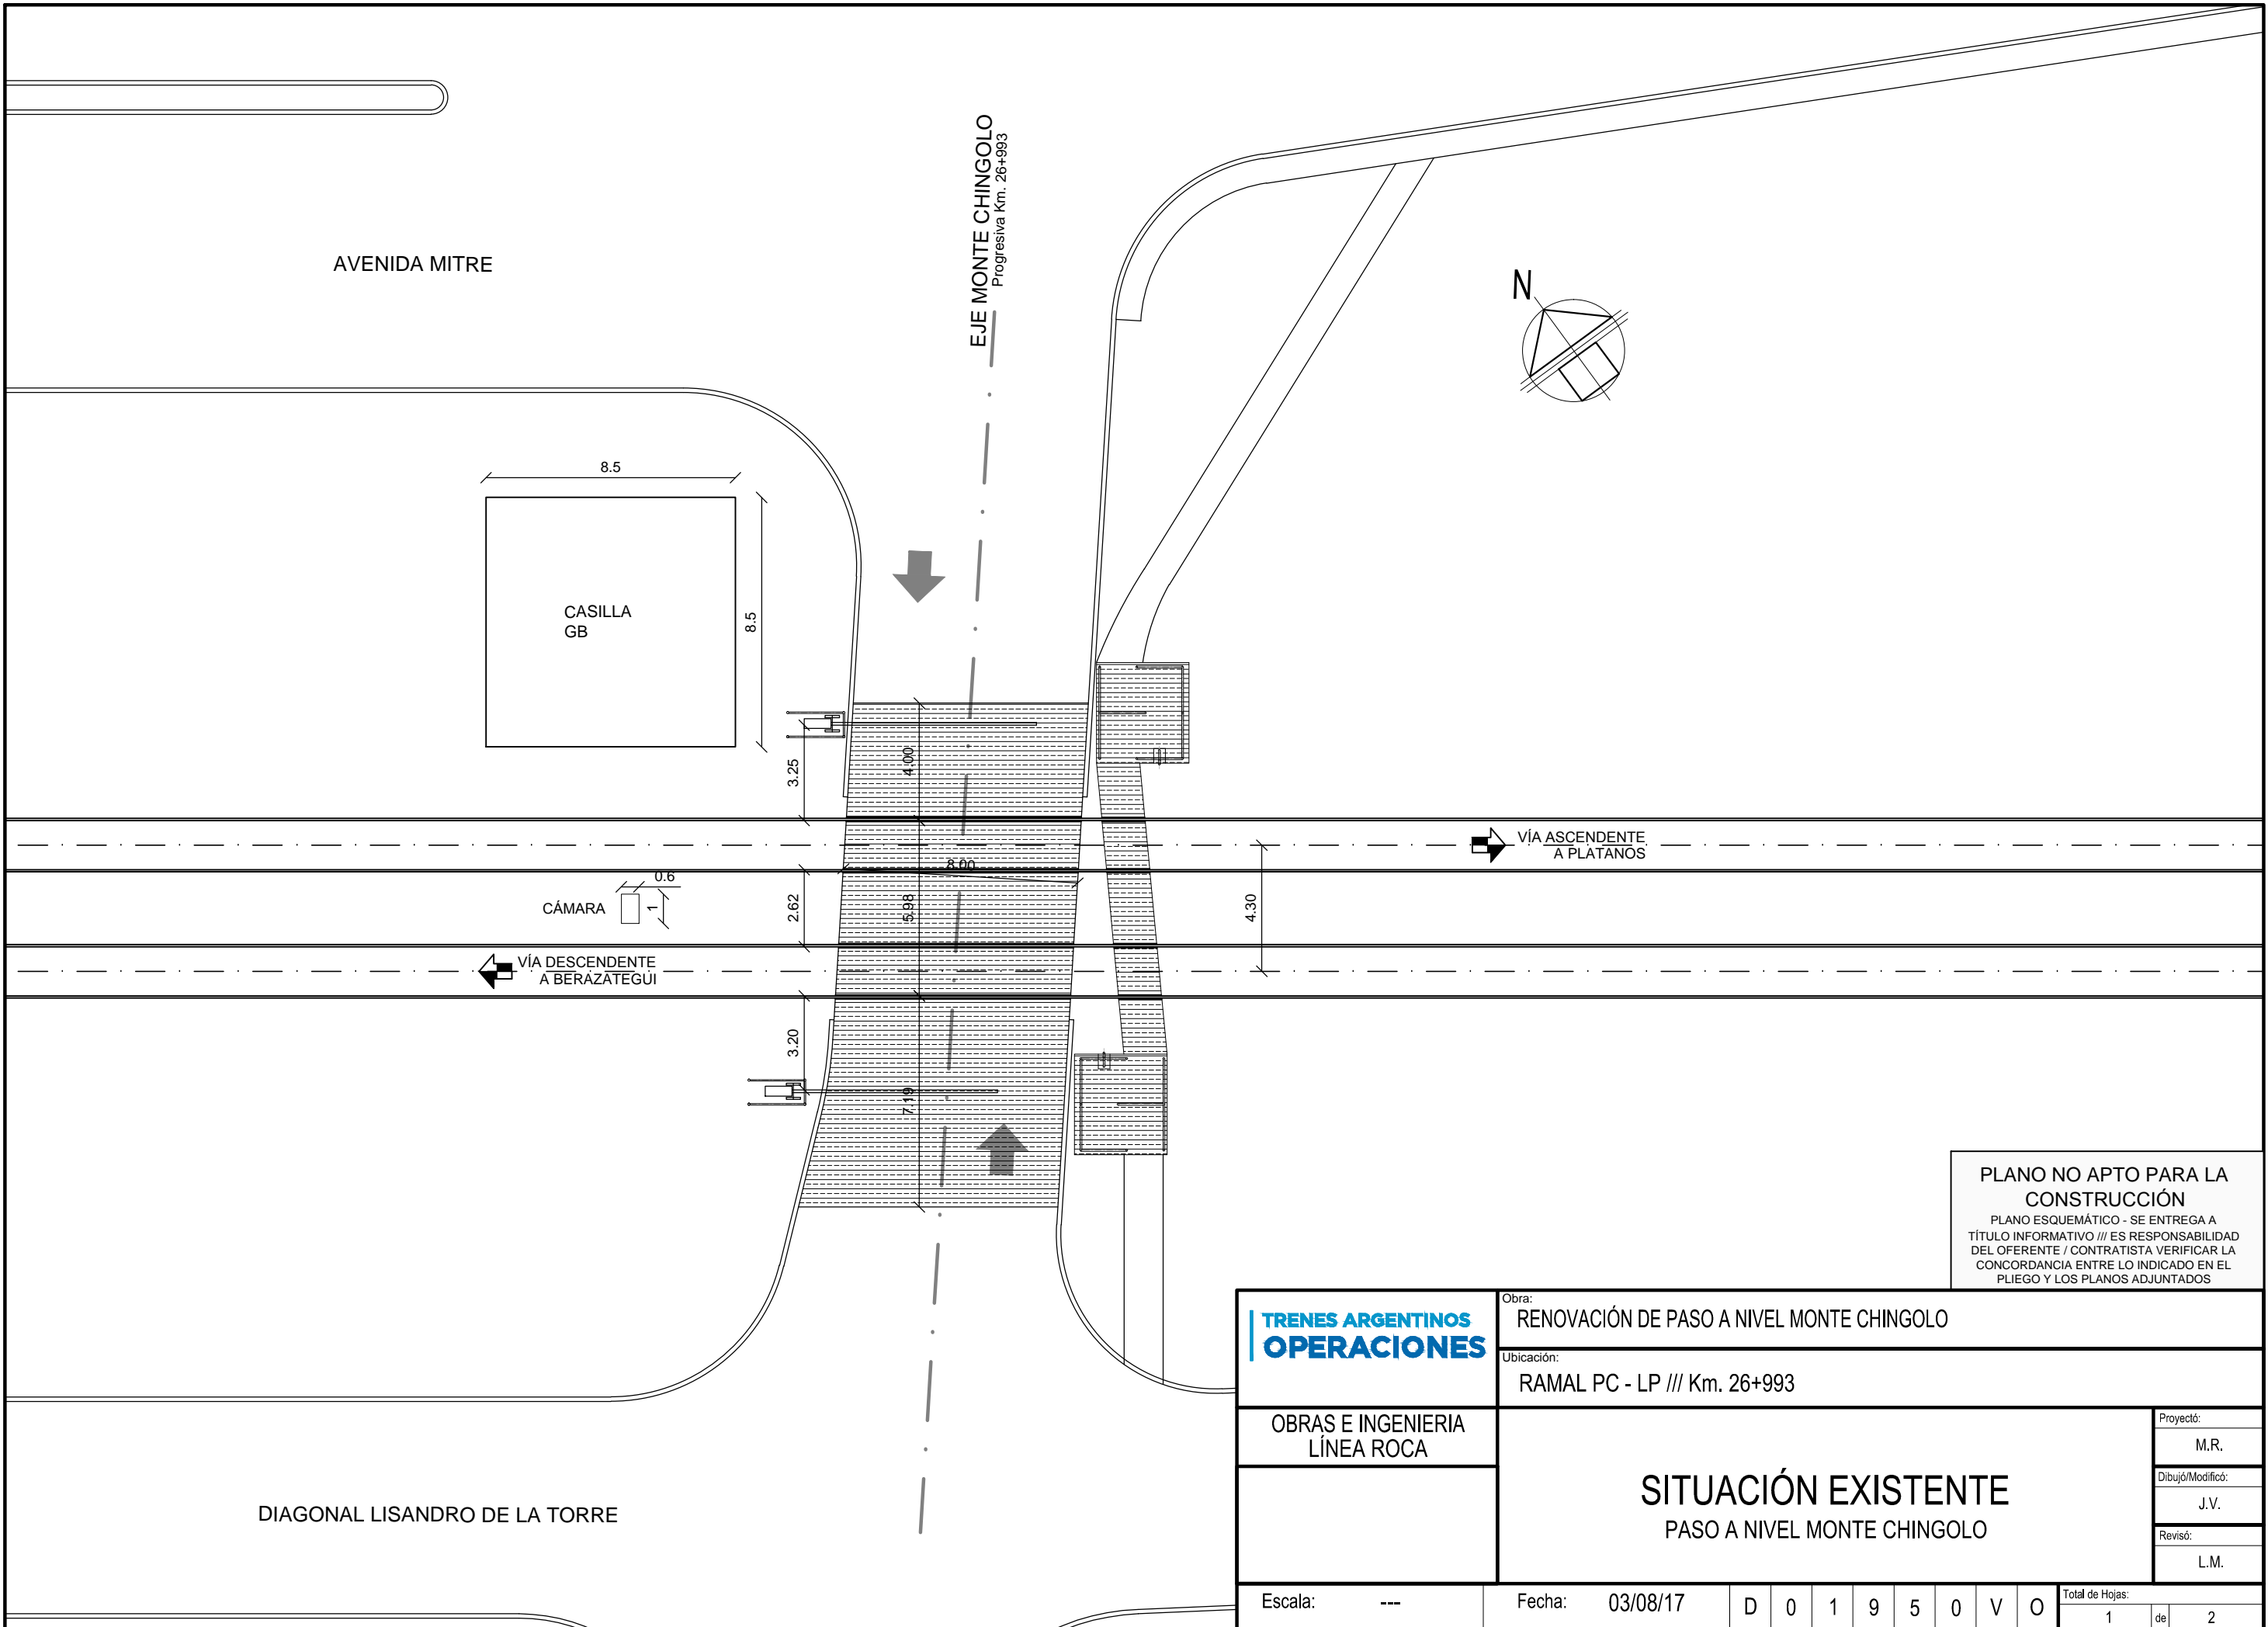 EJE MONTE CHINGOLO
Progresiva Km. 26+993
AVENIDA MITRE
N
8.5
8.5
CASILLA
GB
3.25
4.00
VÍA ASCENDENTE
A PLATANOS
8.00
0.6
CÁMARA
1
2.62
5.98
4.30
VÍA DESCENDENTE
A BERAZATEGUI
3.20
7.19
DIAGONAL LISANDRO DE LA TORRE
PLANO NO APTO PARA LA
CONSTRUCCIÓN
PLANO ESQUEMÁTICO - SE ENTREGA A
TÍTULO INFORMATIVO /// ES RESPONSABILIDAD
DEL OFERENTE / CONTRATISTA VERIFICAR LA
CONCORDANCIA ENTRE LO INDICADO EN EL
PLIEGO Y LOS PLANOS ADJUNTADOS
TRENES ARGENTINOS
OPERACIONES
Obra:
RENOVACIÓN DE PASO A NIVEL MONTE CHINGOLO
Ubicación:
RAMAL PC - LP /// Km. 26+993
OBRAS E INGENIERIA
LÍNEA ROCA
SITUACIÓN EXISTENTE
PASO A NIVEL MONTE CHINGOLO
Proyectó:
M.R.
Dibujó/Modificó:
J.V.
Revisó:
L.M.
Escala: ---
Fecha: 03/08/17
D 0 1 9 5 0 V O
Total de Hojas:
1 de 2